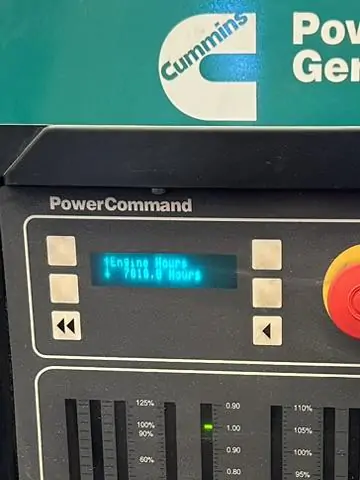 Cummins
Pow
Gen
PowerCommand
↑Engine Hours
↓ 7010.0 Hours
125%
100%
90%
60%
0.90
1.00
0.90
0.80
110%
105%
100%
95%